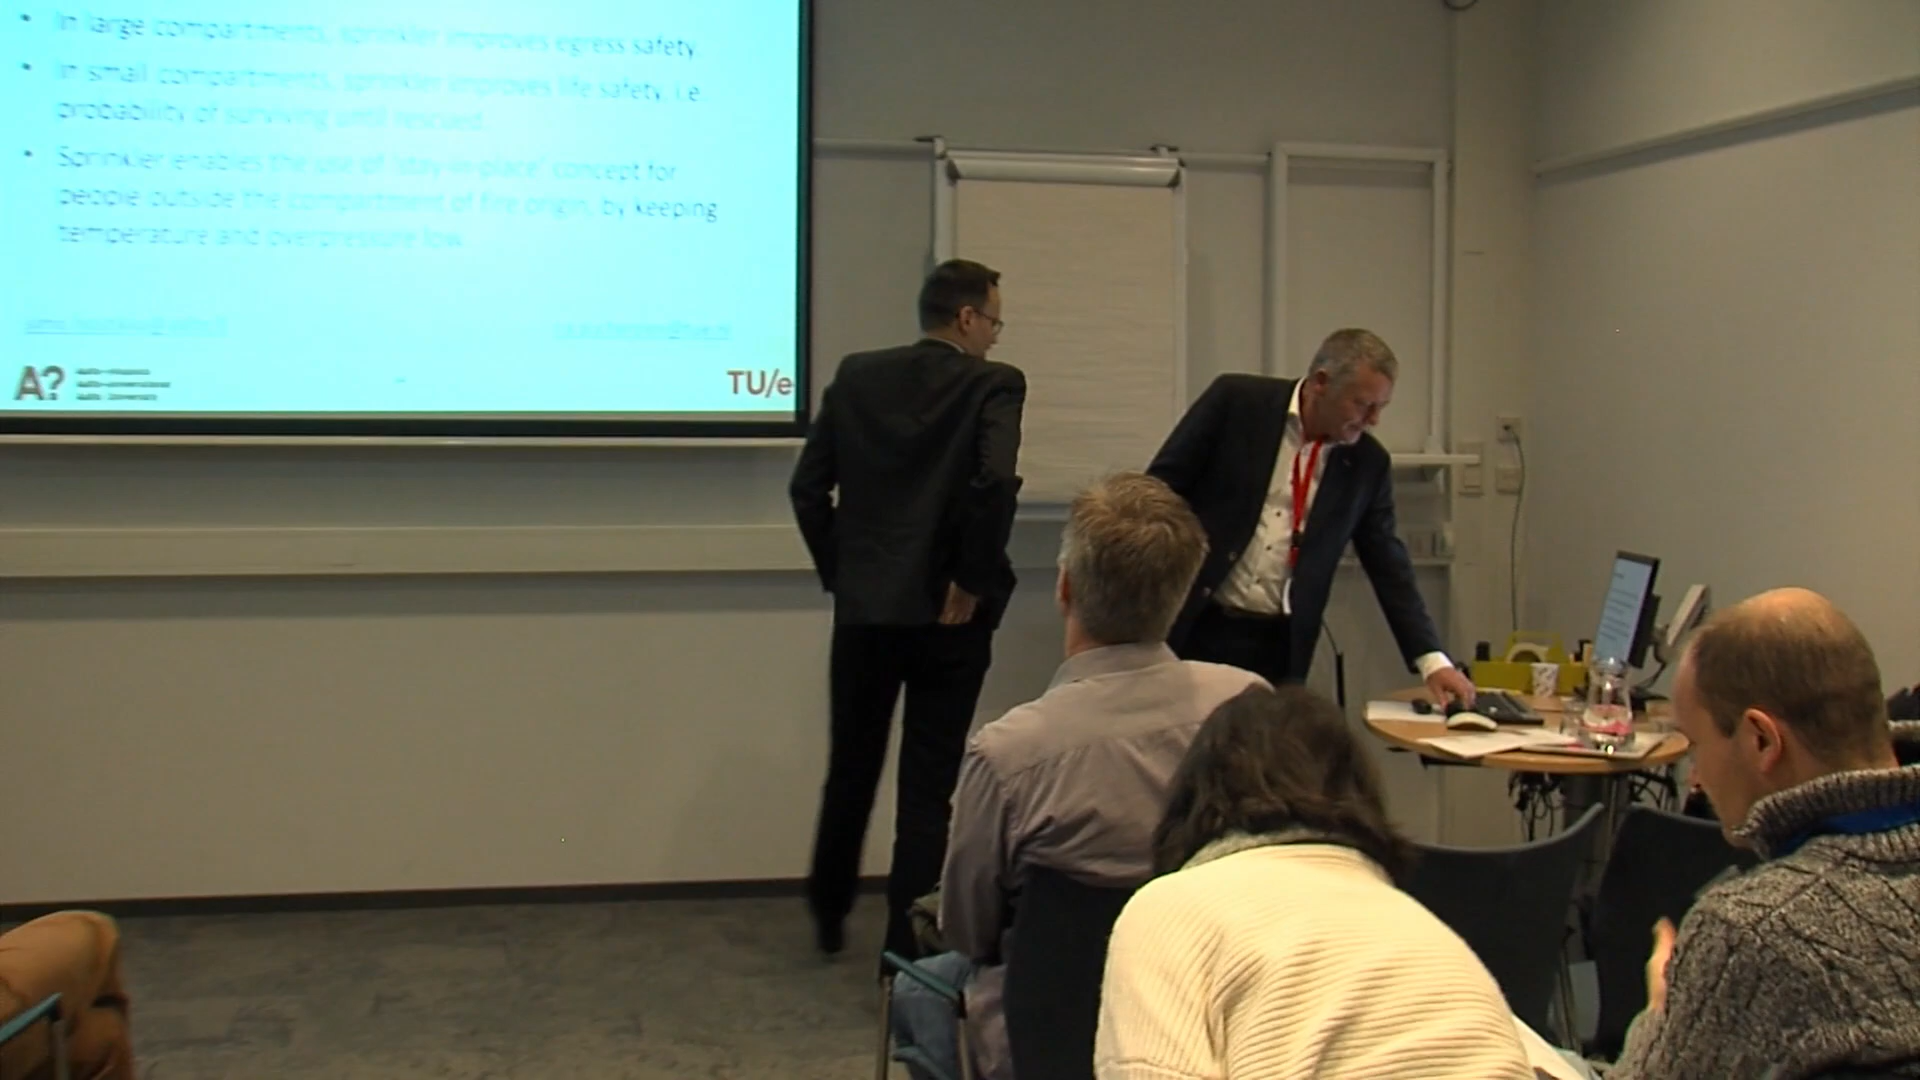 In large compartments, sprinkler improves egress safety.
In small compartments, sprinkler improves life safety, i.e.
probability of surviving until rescued.
Sprinkler enables the use of 'stay-in-place' concept for
people outside the compartment of fire origin, by keeping
temperature and overpressure low.
A?
TU/e